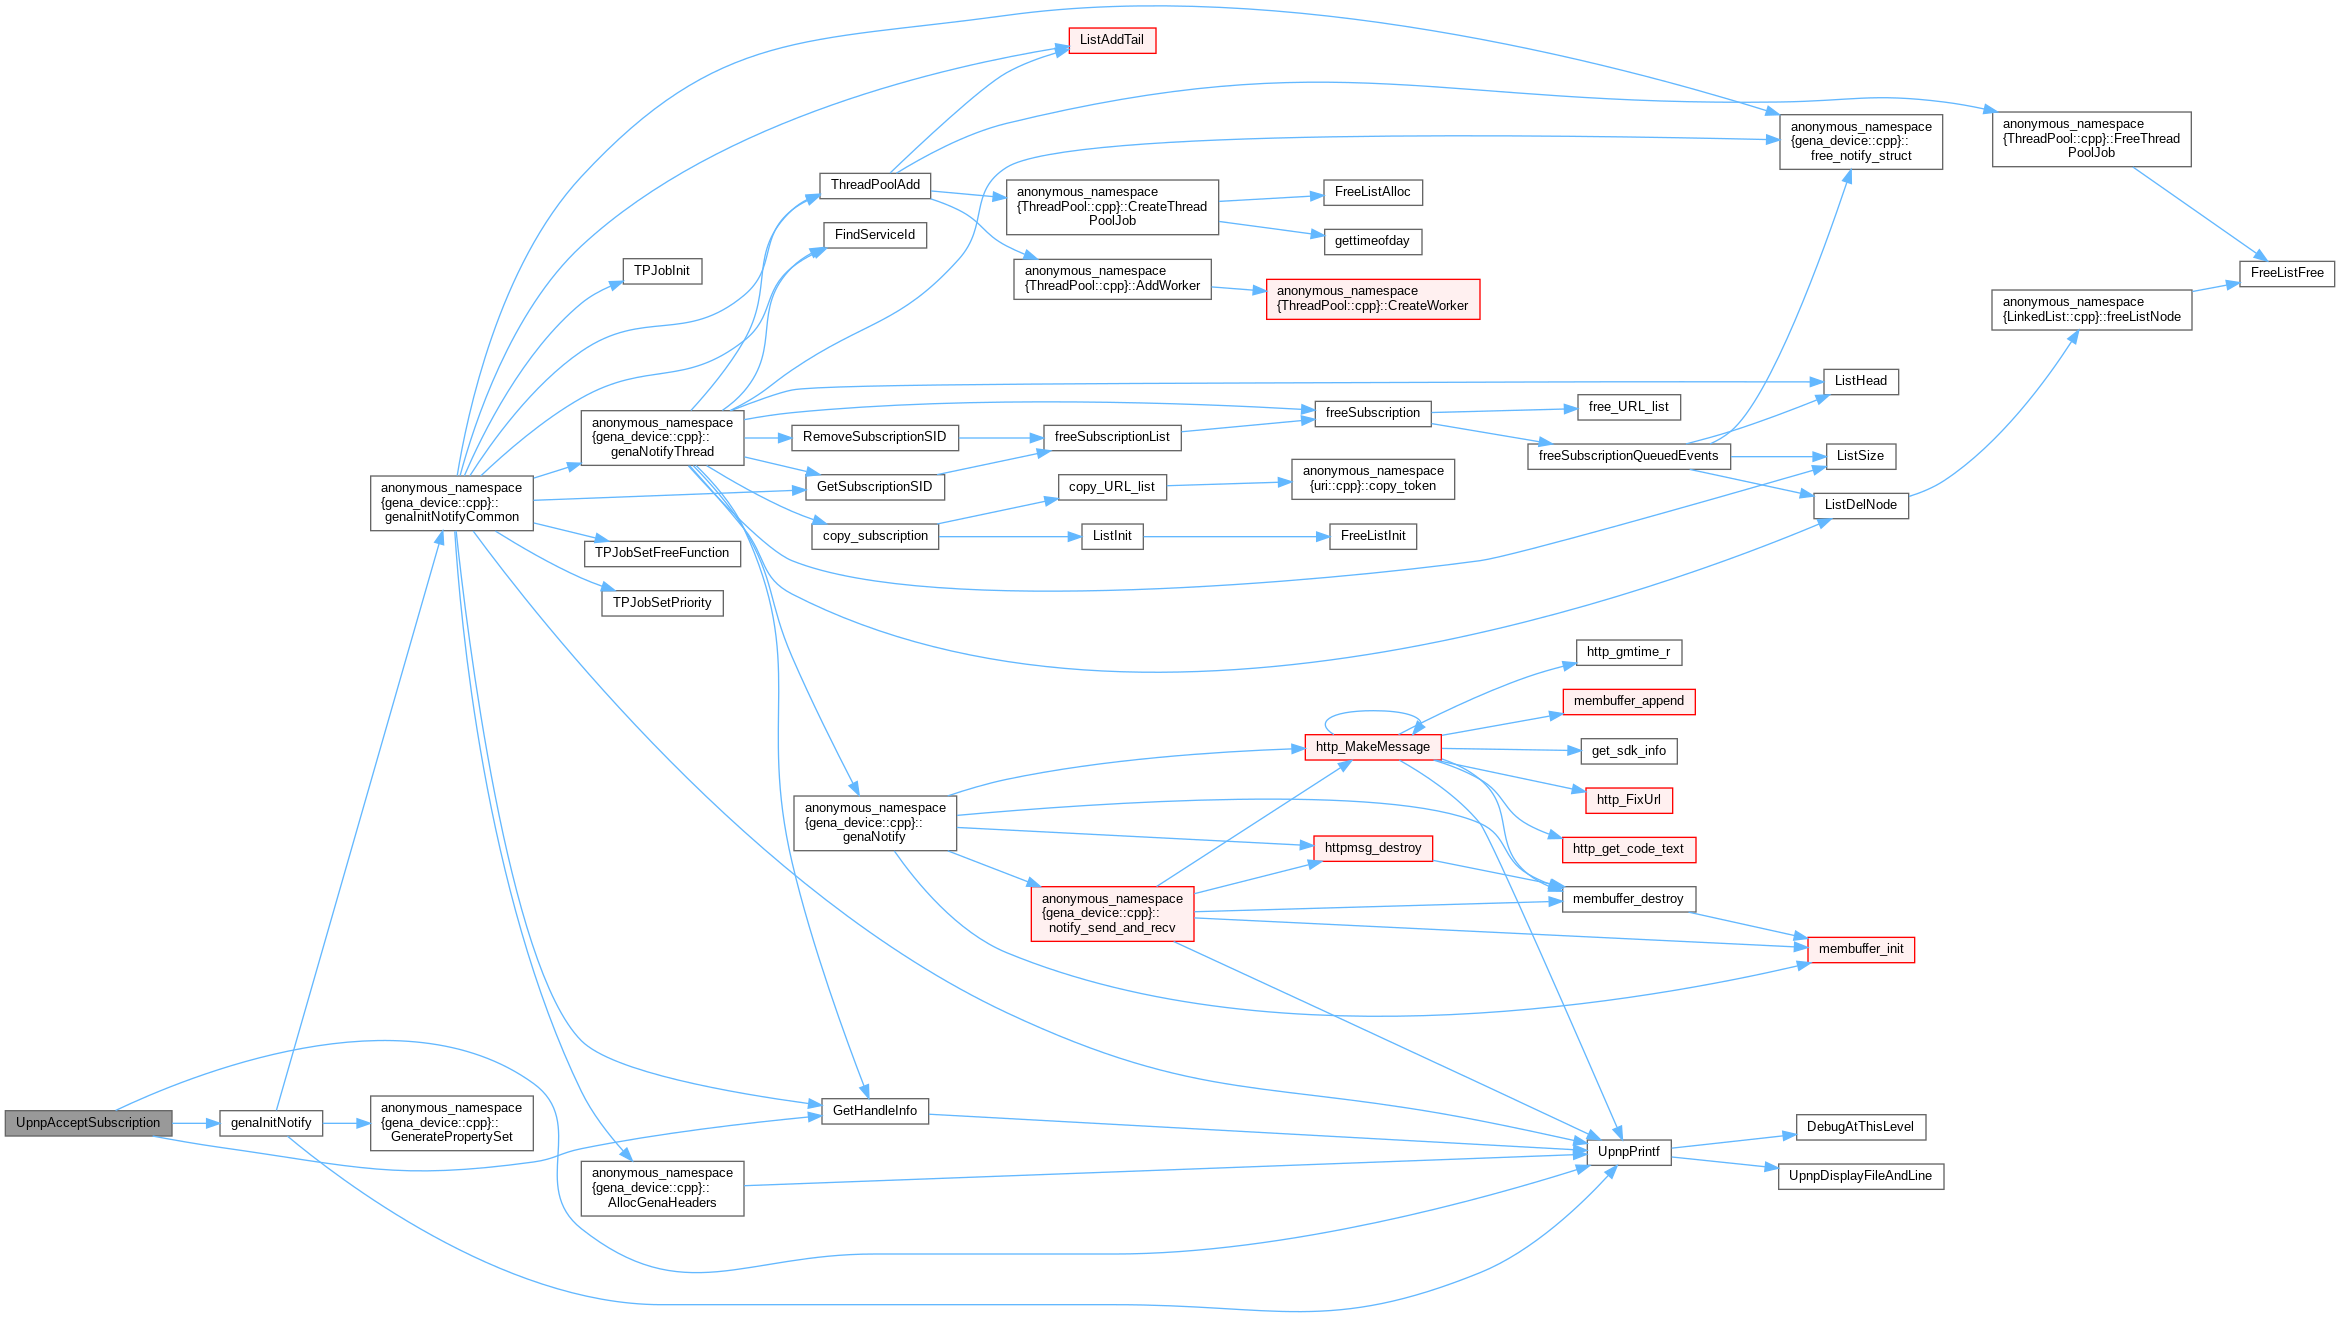 ListAddTail
anonymous_namespace
{gena_device::cpp}::
free_notify_struct
anonymous_namespace
{ThreadPool::cpp}::FreeThread
PoolJob
ThreadPoolAdd
anonymous_namespace
{ThreadPool::cpp}::CreateThread
PoolJob
FreeListAlloc
gettimeofday
FindServiceId
TPJobInit
anonymous_namespace
{ThreadPool::cpp}::AddWorker
anonymous_namespace
{ThreadPool::cpp}::CreateWorker
FreeListFree
anonymous_namespace
{LinkedList::cpp}::freeListNode
ListHead
anonymous_namespace
{gena_device::cpp}::
genaNotifyThread
RemoveSubscriptionSID
freeSubscriptionList
freeSubscription
free_URL_list
freeSubscriptionQueuedEvents
ListSize
anonymous_namespace
{gena_device::cpp}::
genaInitNotifyCommon
GetSubscriptionSID
copy_URL_list
anonymous_namespace
{uri::cpp}::copy_token
ListDelNode
copy_subscription
ListInit
FreeListInit
TPJobSetFreeFunction
TPJobSetPriority
http_gmtime_r
membuffer_append
http_MakeMessage
get_sdk_info
http_FixUrl
anonymous_namespace
{gena_device::cpp}::
genaNotify
httpmsg_destroy
http_get_code_text
anonymous_namespace
{gena_device::cpp}::
notify_send_and_recv
membuffer_destroy
membuffer_init
UpnpAcceptSubscription
genaInitNotify
anonymous_namespace
{gena_device::cpp}::
GeneratePropertySet
GetHandleInfo
anonymous_namespace
{gena_device::cpp}::
AllocGenaHeaders
UpnpPrintf
DebugAtThisLevel
UpnpDisplayFileAndLine